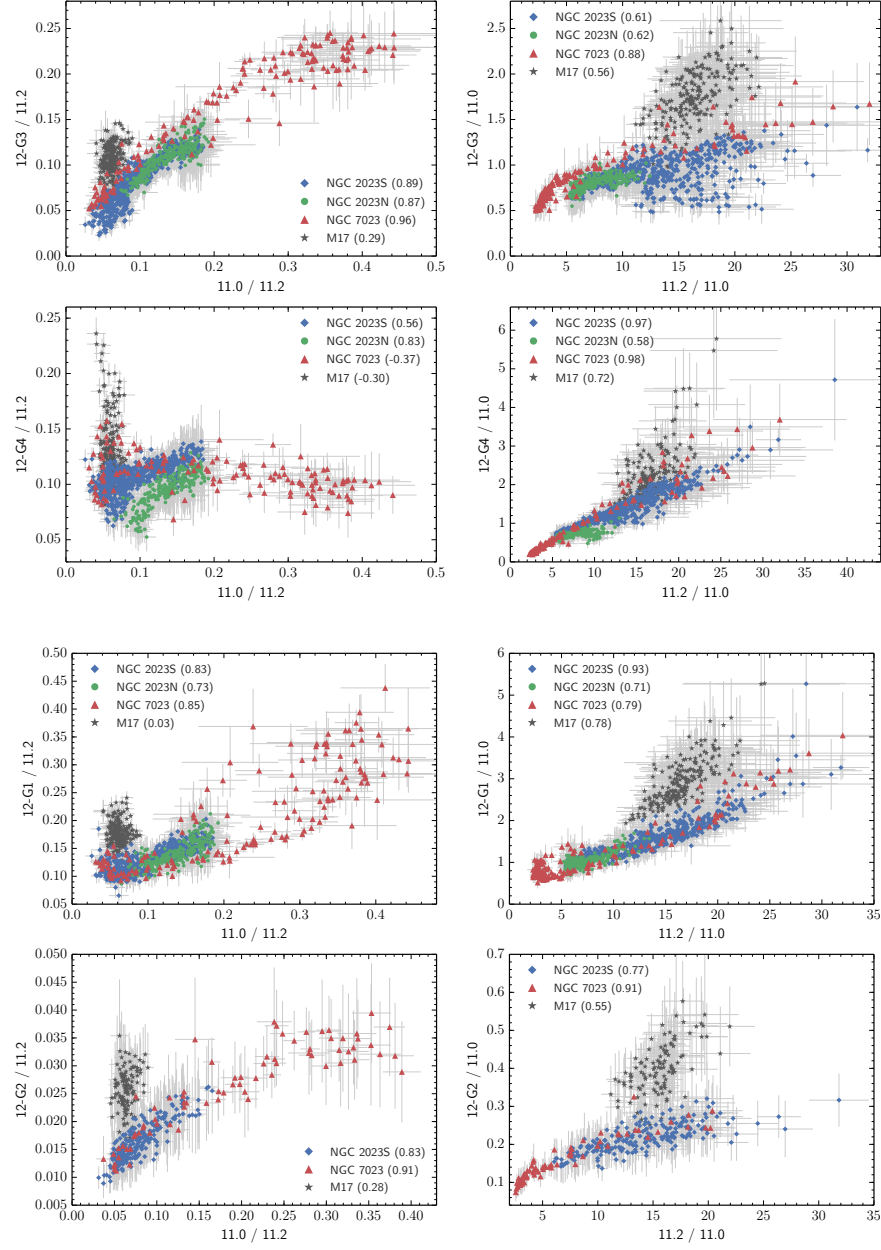 12-G3 / 11.2
0.25
0.20
0.15
0.10
0.05
0.00
NGC 2023S (0.89)
NGC 2023N (0.87)
NGC 7023 (0.96)
M17 (0.29)
0.0 0.1 0.2 0.3 0.4 0.5
11.0 / 11.2
12-G3 / 11.0
2.5
2.0
1.5
1.0
0.5
0.0
NGC 2023S (0.61)
NGC 2023N (0.62)
NGC 7023 (0.88)
M17 (0.56)
0 5 10 15 20 25 30
11.2 / 11.0
12-G4 / 11.2
0.25
0.20
0.15
0.10
0.05
NGC 2023S (0.56)
NGC 2023N (0.83)
NGC 7023 (-0.37)
M17 (-0.30)
0.0 0.1 0.2 0.3 0.4 0.5
11.0 / 11.2
12-G4 / 11.0
6
5
4
3
2
1
0
NGC 2023S (0.97)
NGC 2023N (0.58)
NGC 7023 (0.98)
M17 (0.72)
0 5 10 15 20 25 30 35 40
11.2 / 11.0
12-G1 / 11.2
0.50
0.45
0.40
0.35
0.30
0.25
0.20
0.15
0.10
0.05
NGC 2023S (0.83)
NGC 2023N (0.73)
NGC 7023 (0.85)
M17 (0.03)
0.0 0.1 0.2 0.3 0.4
11.0 / 11.2
12-G1 / 11.0
6
5
4
3
2
1
0
NGC 2023S (0.93)
NGC 2023N (0.71)
NGC 7023 (0.79)
M17 (0.78)
0 5 10 15 20 25 30 35
11.2 / 11.0
12-G2 / 11.2
0.050
0.045
0.040
0.035
0.030
0.025
0.020
0.015
0.010
0.005
NGC 2023S (0.83)
NGC 7023 (0.91)
M17 (0.28)
0.00 0.05 0.10 0.15 0.20 0.25 0.30 0.35 0.40
11.0 / 11.2
12-G2 / 11.0
0.7
0.6
0.5
0.4
0.3
0.2
0.1
NGC 2023S (0.77)
NGC 7023 (0.91)
M17 (0.55)
5 10 15 20 25 30 35
11.2 / 11.0